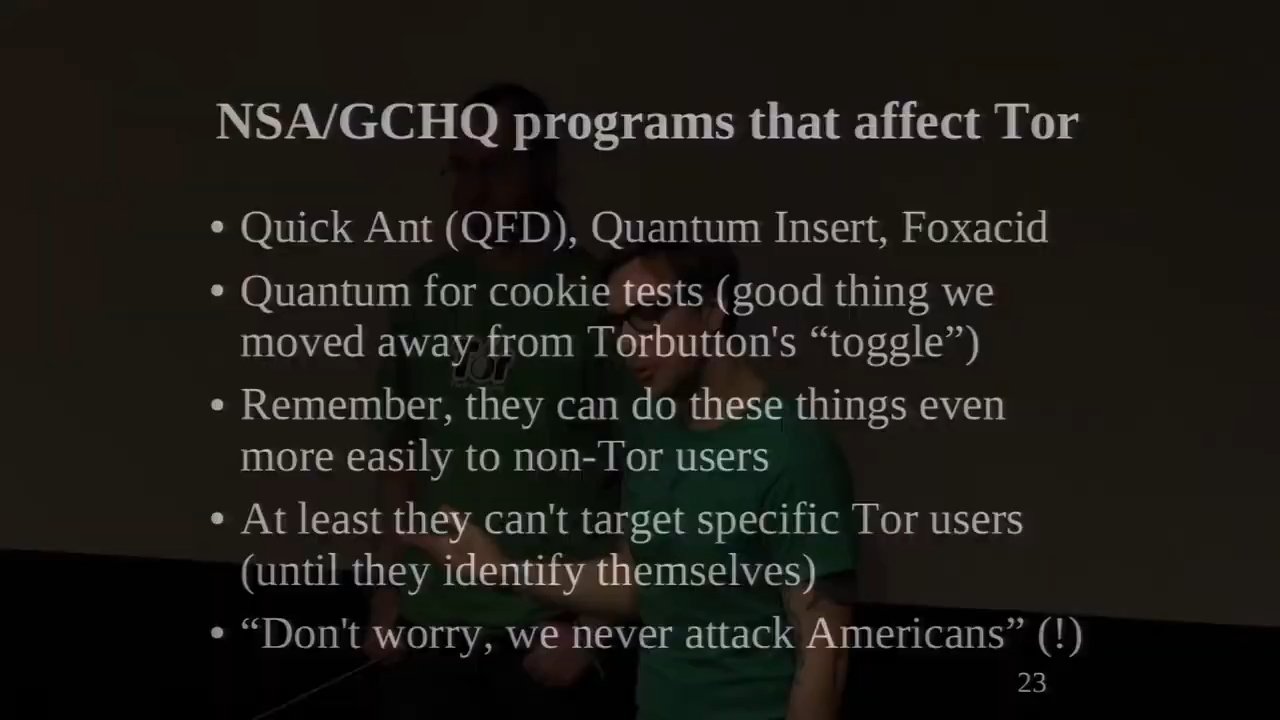 NSA/GCHQ programs that affect Tor
• Quick Ant (QFD), Quantum Insert, Foxacid
• Quantum for cookie tests (good thing we
moved away from Torbutton's “toggle”)
• Remember, they can do these things even
more easily to non-Tor users
• At least they can't target specific Tor users
(until they identify themselves)
• “Don't worry, we never attack Americans” (!)
23
Tor